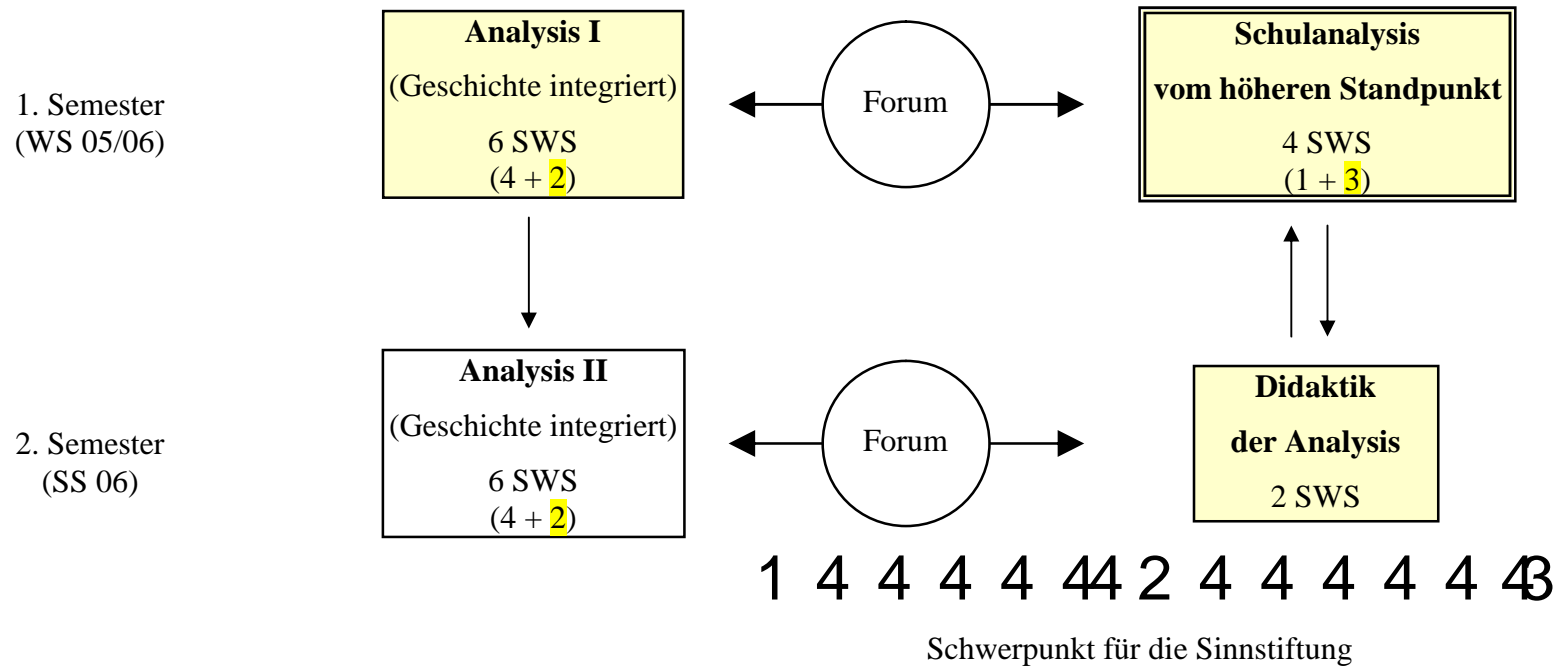 1. Semester
(WS 05/06)
Analysis I
(Geschichte integriert)
6 SWS
(4 + 2)
Forum
Schulanalysis
vom höheren Standpunkt
4 SWS
(1 + 3)
2. Semester
(SS 06)
Analysis II
(Geschichte integriert)
6 SWS
(4 + 2)
Forum
Didaktik
der Analysis
2 SWS
1 4 4 4 4 44 2 4 4 4 4 4 43
Schwerpunkt für die Sinnstiftung